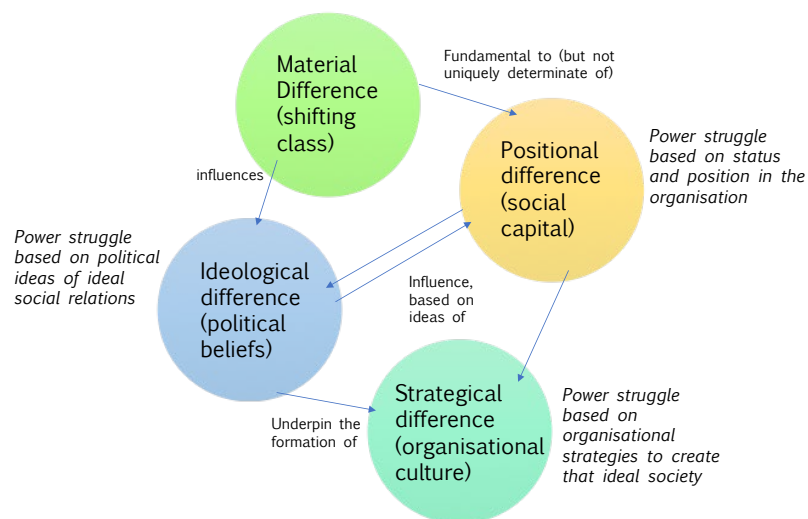 Material
Difference
(shifting
class)
Fundamental to (but not
uniquely determinate of)
Positional
difference
(social
capital)
Power struggle
based on status
and position in the
organisation
influences
Power struggle
based on political
ideas of ideal
social relations
Ideological
difference
(political
beliefs)
Influence,
based on
ideas of
Strategical
difference
(organisational
culture)
Underpin the
formation of
Power struggle
based on
organisational
strategies to create
that ideal society